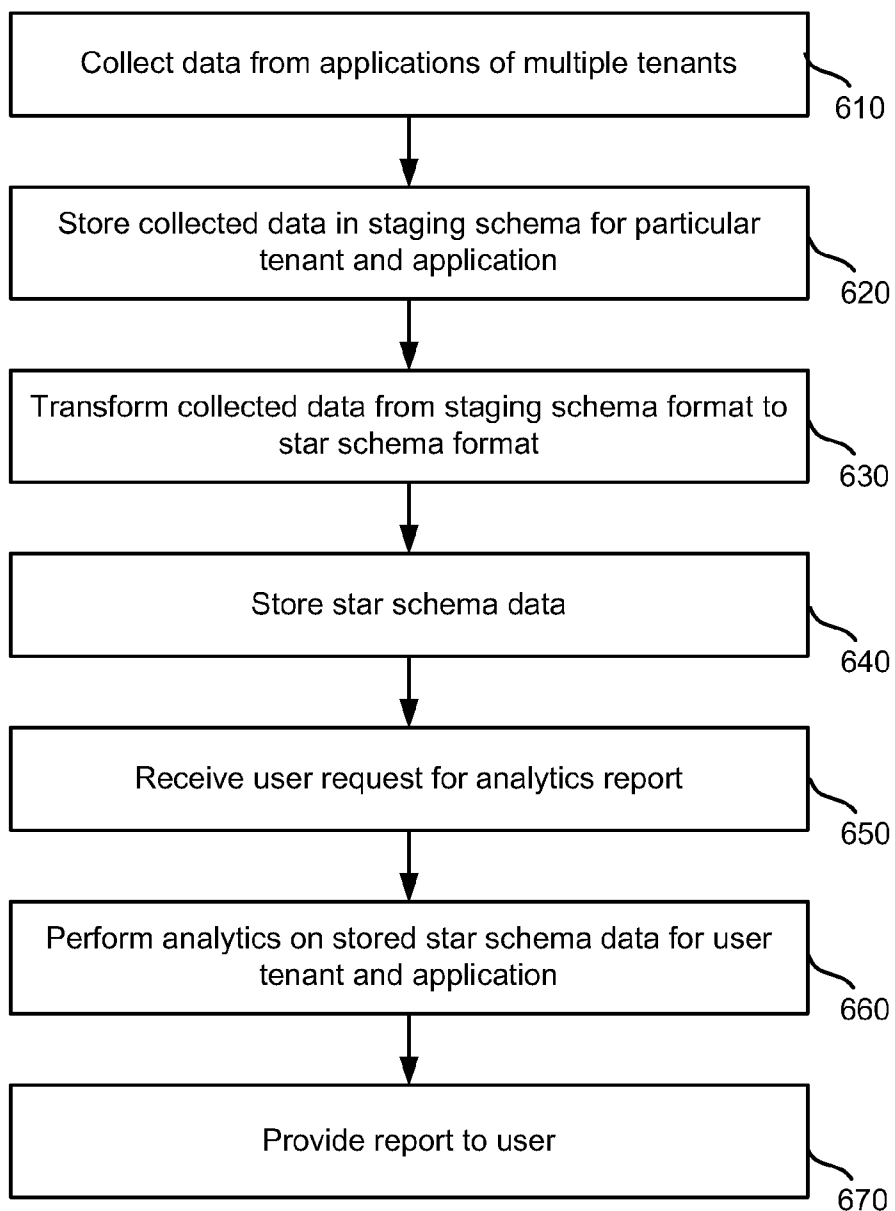 Collect data from applications of multiple tenants
610
Store collected data in staging schema for particular
tenant and application
620
Transform collected data from staging schema format to
star schema format
630
Store star schema data
640
Receive user request for analytics report
650
Perform analytics on stored star schema data for user
tenant and application
660
Provide report to user
670